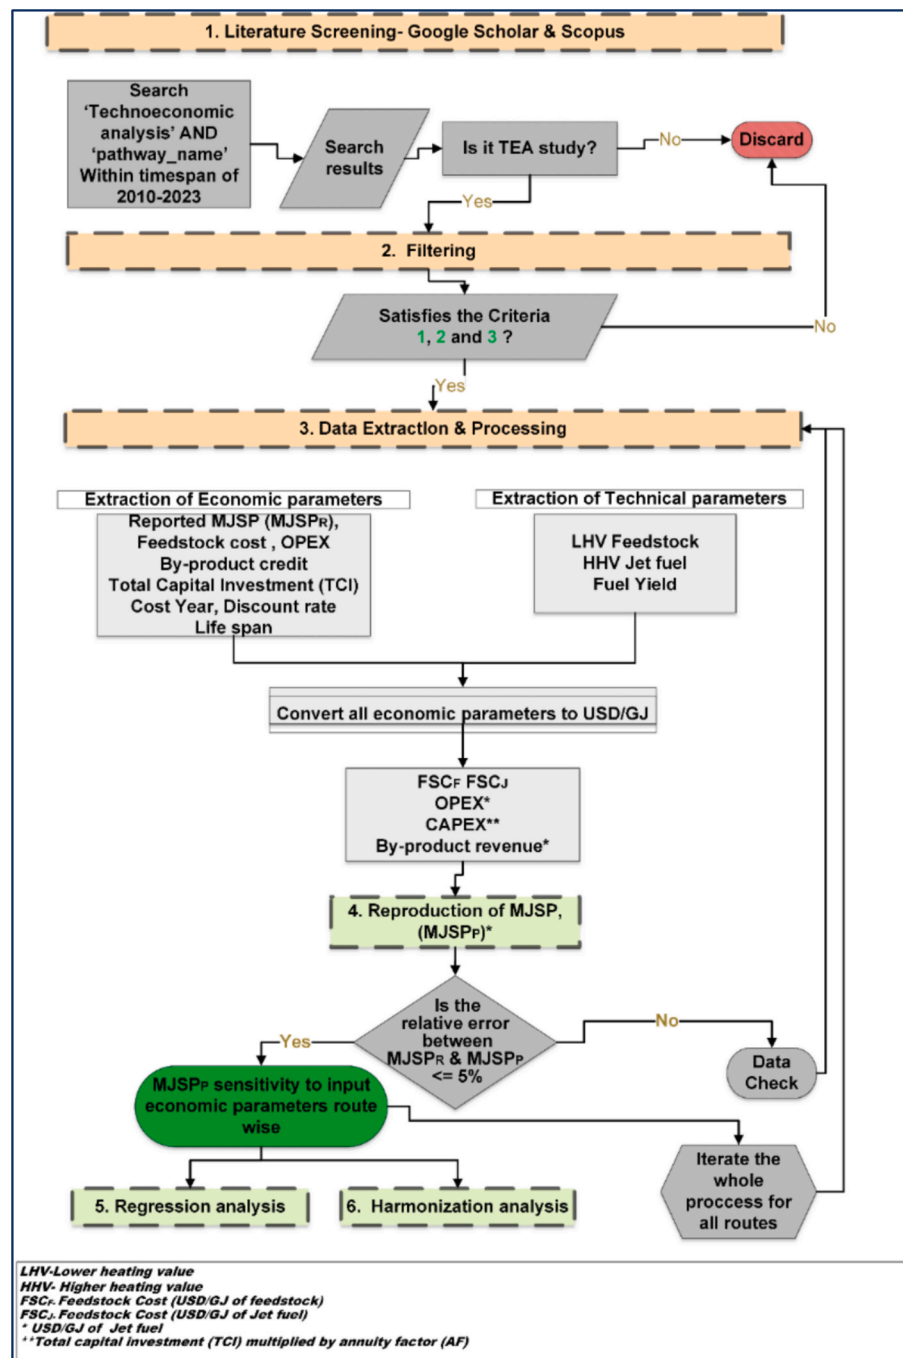 1. Literature Screening- Google Scholar & Scopus
Search
‘Technoeconomic
analysis’ AND
‘pathway_name’
Within timespan of
2010-2023
Search
results
Is it TEA study?
No
Discard
Yes
2. Filtering
Satisfies the Criteria
1, 2 and 3 ?
No
Yes
3. Data Extraction & Processing
Extraction of Economic parameters
Reported MJSP (MJSPR),
Feedstock cost , OPEX
By-product credit
Total Capital Investment (TCI)
Cost Year, Discount rate
Life span
Extraction of Technical parameters
LHV Feedstock
HHV Jet fuel
Fuel Yield
Convert all economic parameters to USD/GJ
FSCF FSCJ
OPEX*
CAPEX**
By-product revenue*
4. Reproduction of MJSP,
(MJSPP)*
Is the
relative error
between
MJSPR & MJSPP
<= 5%
Yes
No
Data
Check
MJSPP sensitivity to input
economic parameters route
wise
Iterate the
whole
proccess for
all routes
5. Regression analysis
6. Harmonization analysis
LHV-Lower heating value
HHV- Higher heating value
FSCF- Feedstock Cost (USD/GJ of feedstock)
FSCJ- Feedstock Cost (USD/GJ of Jet fuel)
* USD/GJ of Jet fuel
**Total capital investment (TCI) multiplied by annuity factor (AF)